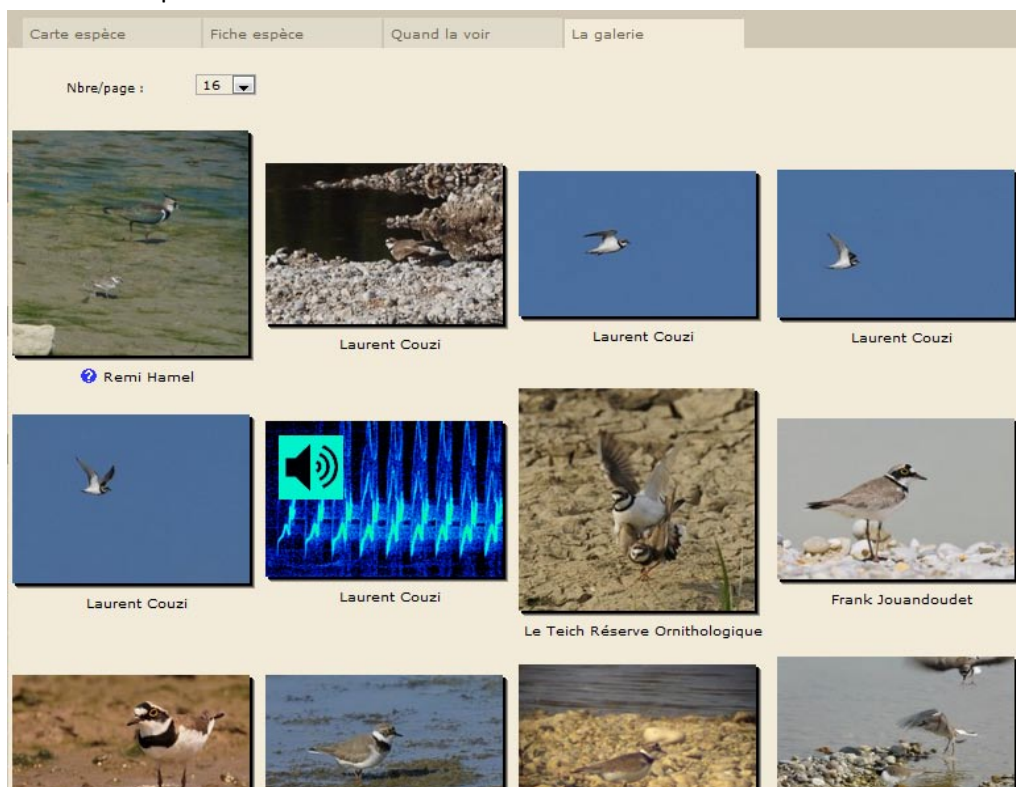 Carte espèce
Fiche espèce
Quand la voir
La galerie
Nbre/page :
16
Laurent Couzi
Laurent Couzi
Laurent Couzi
? Remi Hamel
Laurent Couzi
Laurent Couzi
Le Teich Réserve Ornithologique
Frank Jouandoudet